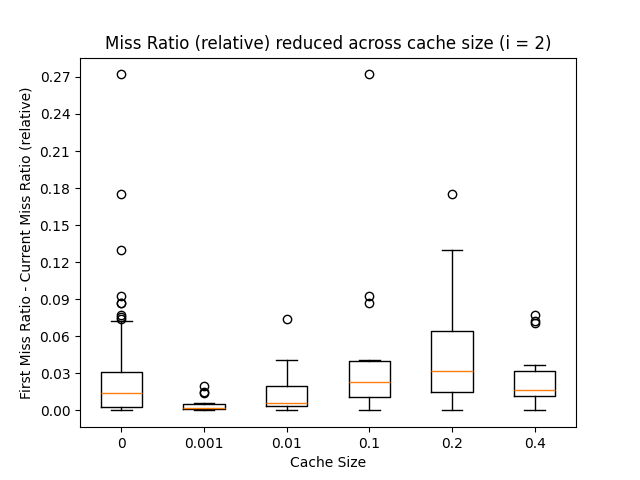 Miss Ratio (relative) reduced across cache size (i = 2)
First Miss Ratio - Current Miss Ratio (relative)
0.27
0.24
0.21
0.18
0.15
0.12
0.09
0.06
0.03
0.00
0 0.001 0.01 0.1 0.2 0.4
Cache Size